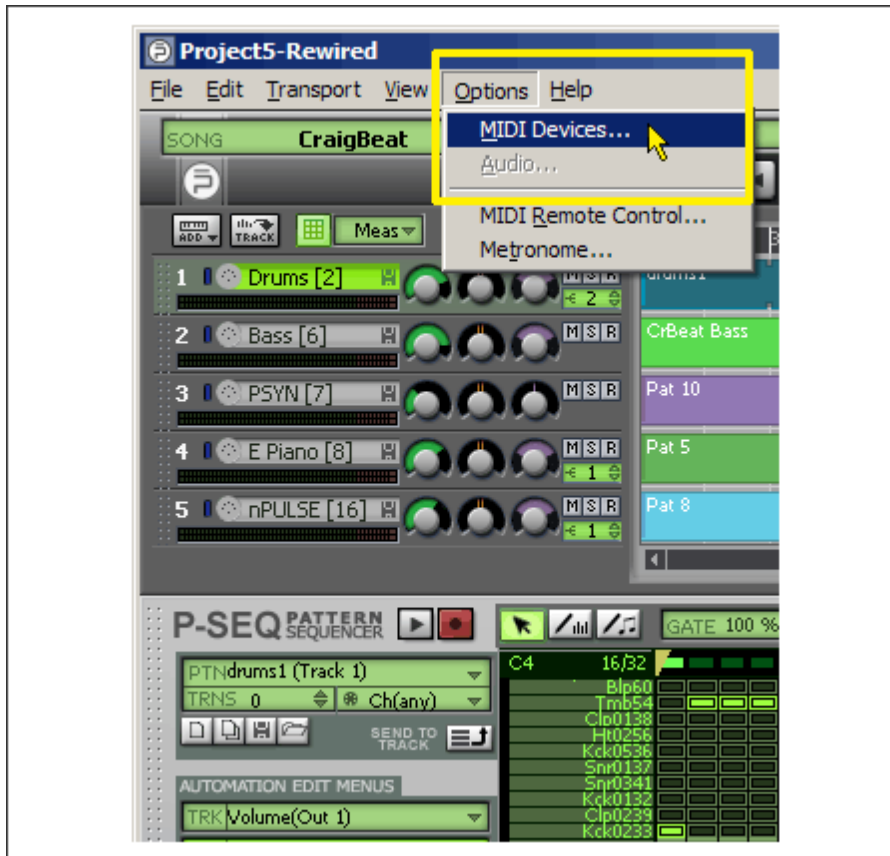 Project5-Rewired
File Edit Transport View Options Help
MIDI Devices...
Audio...
MIDI Remote Control...
Metronome...
SONG CraigBeat
ADD TRACK Meas
1 Drums [2] M S R drums1
2
2 Bass [6] M S R CrBeat Bass
3 PSYN [7] M S R Pat 10
4 E Piano [8] M S R Pat 5
1
5 nPULSE [16] M S R Pat 8
1
P-SEQ PATTERN SEQUENCER GATE 100 %
PTN drums1 (Track 1)
TRNS 0 Ch(any)
SEND TO TRACK
AUTOMATION EDIT MENUS
TRK Volume(Out 1)
C4 16/32
Blp60
Tmb54
Clp0138
Ht0256
Kck0536
Snr0137
Snr0341
Kck0132
Clp0239
Kck0233